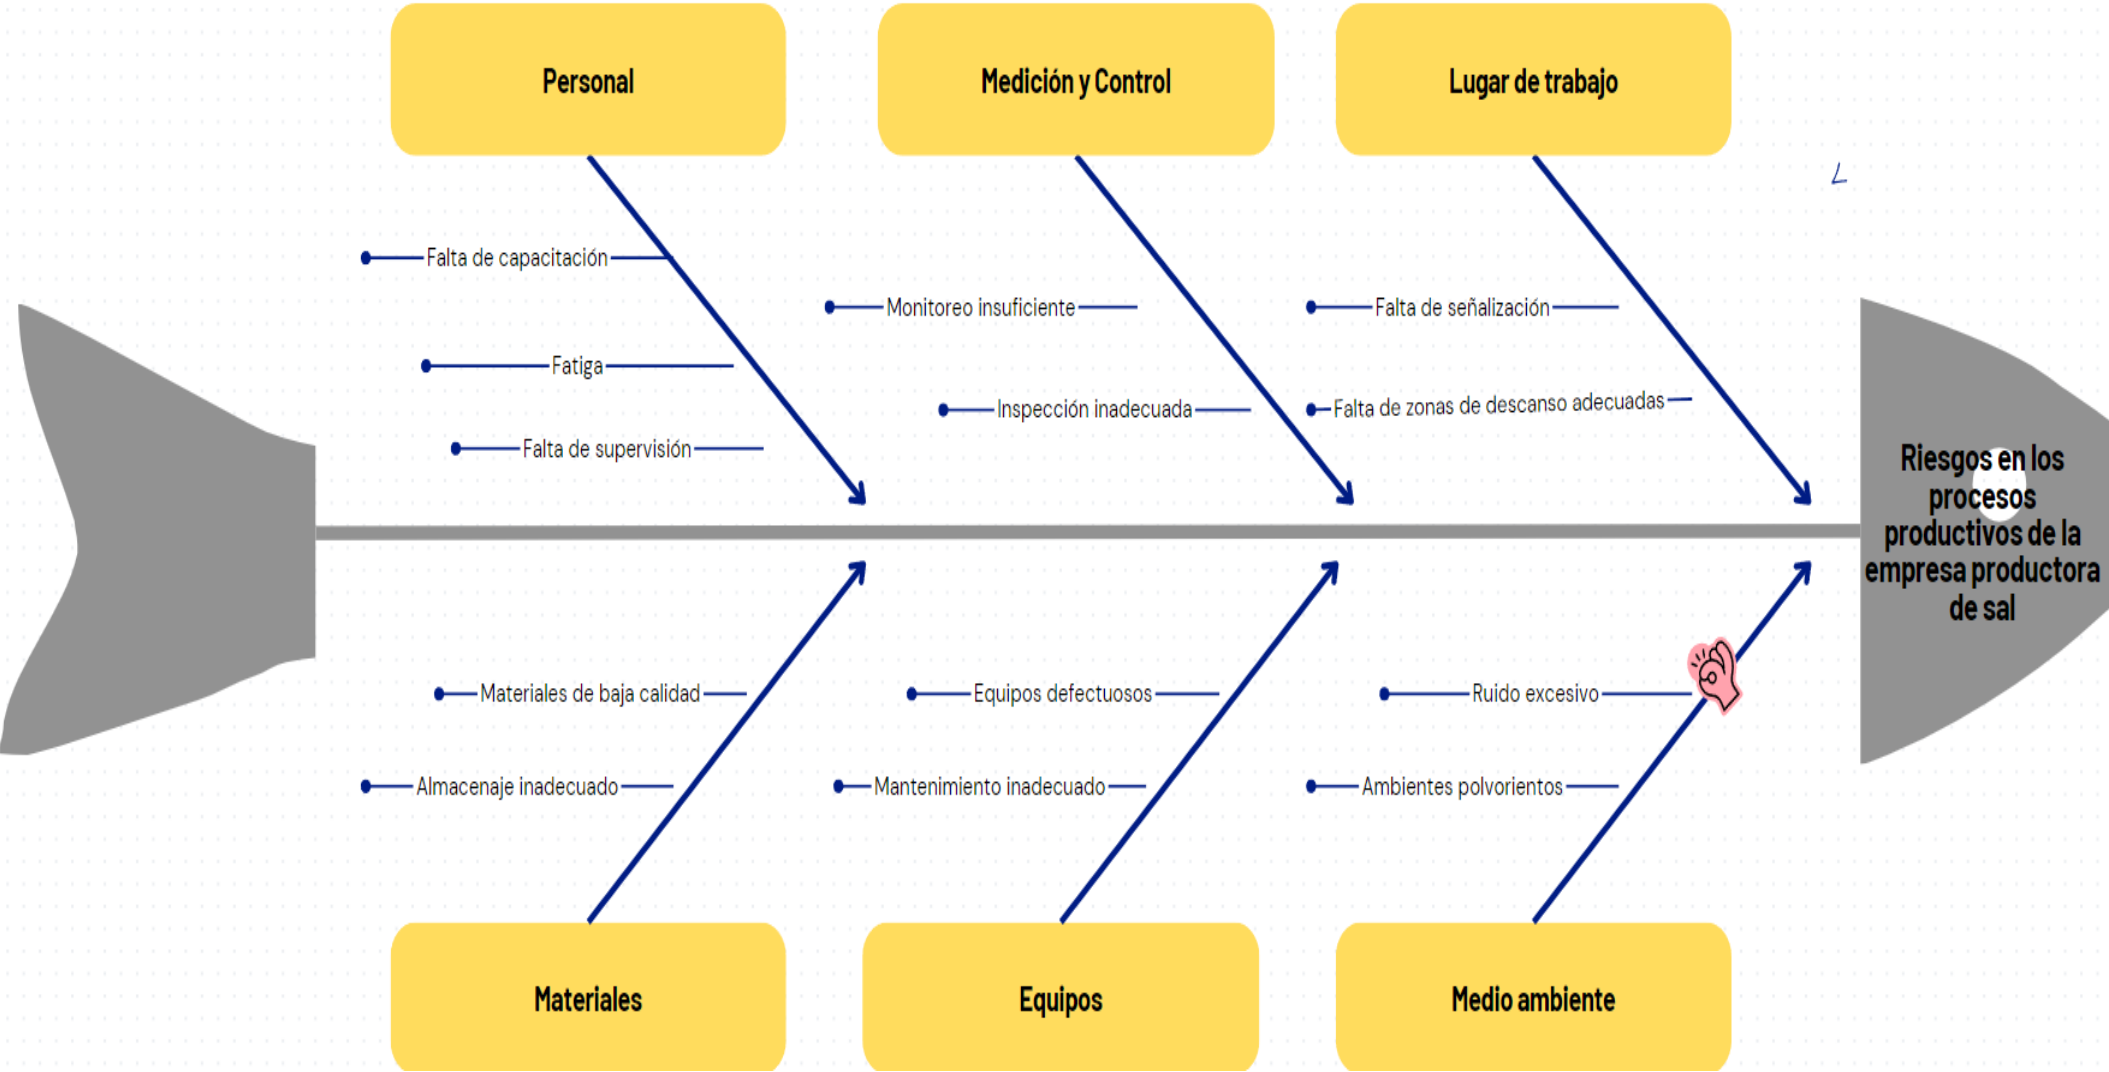 Personal
Medición y Control
Lugar de trabajo
Falta de capacitación
Fatiga
Falta de supervisión
Monitoreo insuficiente
Inspección inadecuada
Falta de señalización
Falta de zonas de descanso adecuadas
Riesgos en los
procesos
productivos de la
empresa productora
de sal
Materiales de baja calidad
Almacenaje inadecuado
Equipos defectuosos
Mantenimiento inadecuado
Ruido excesivo
Ambientes polvorientos
Materiales
Equipos
Medio ambiente